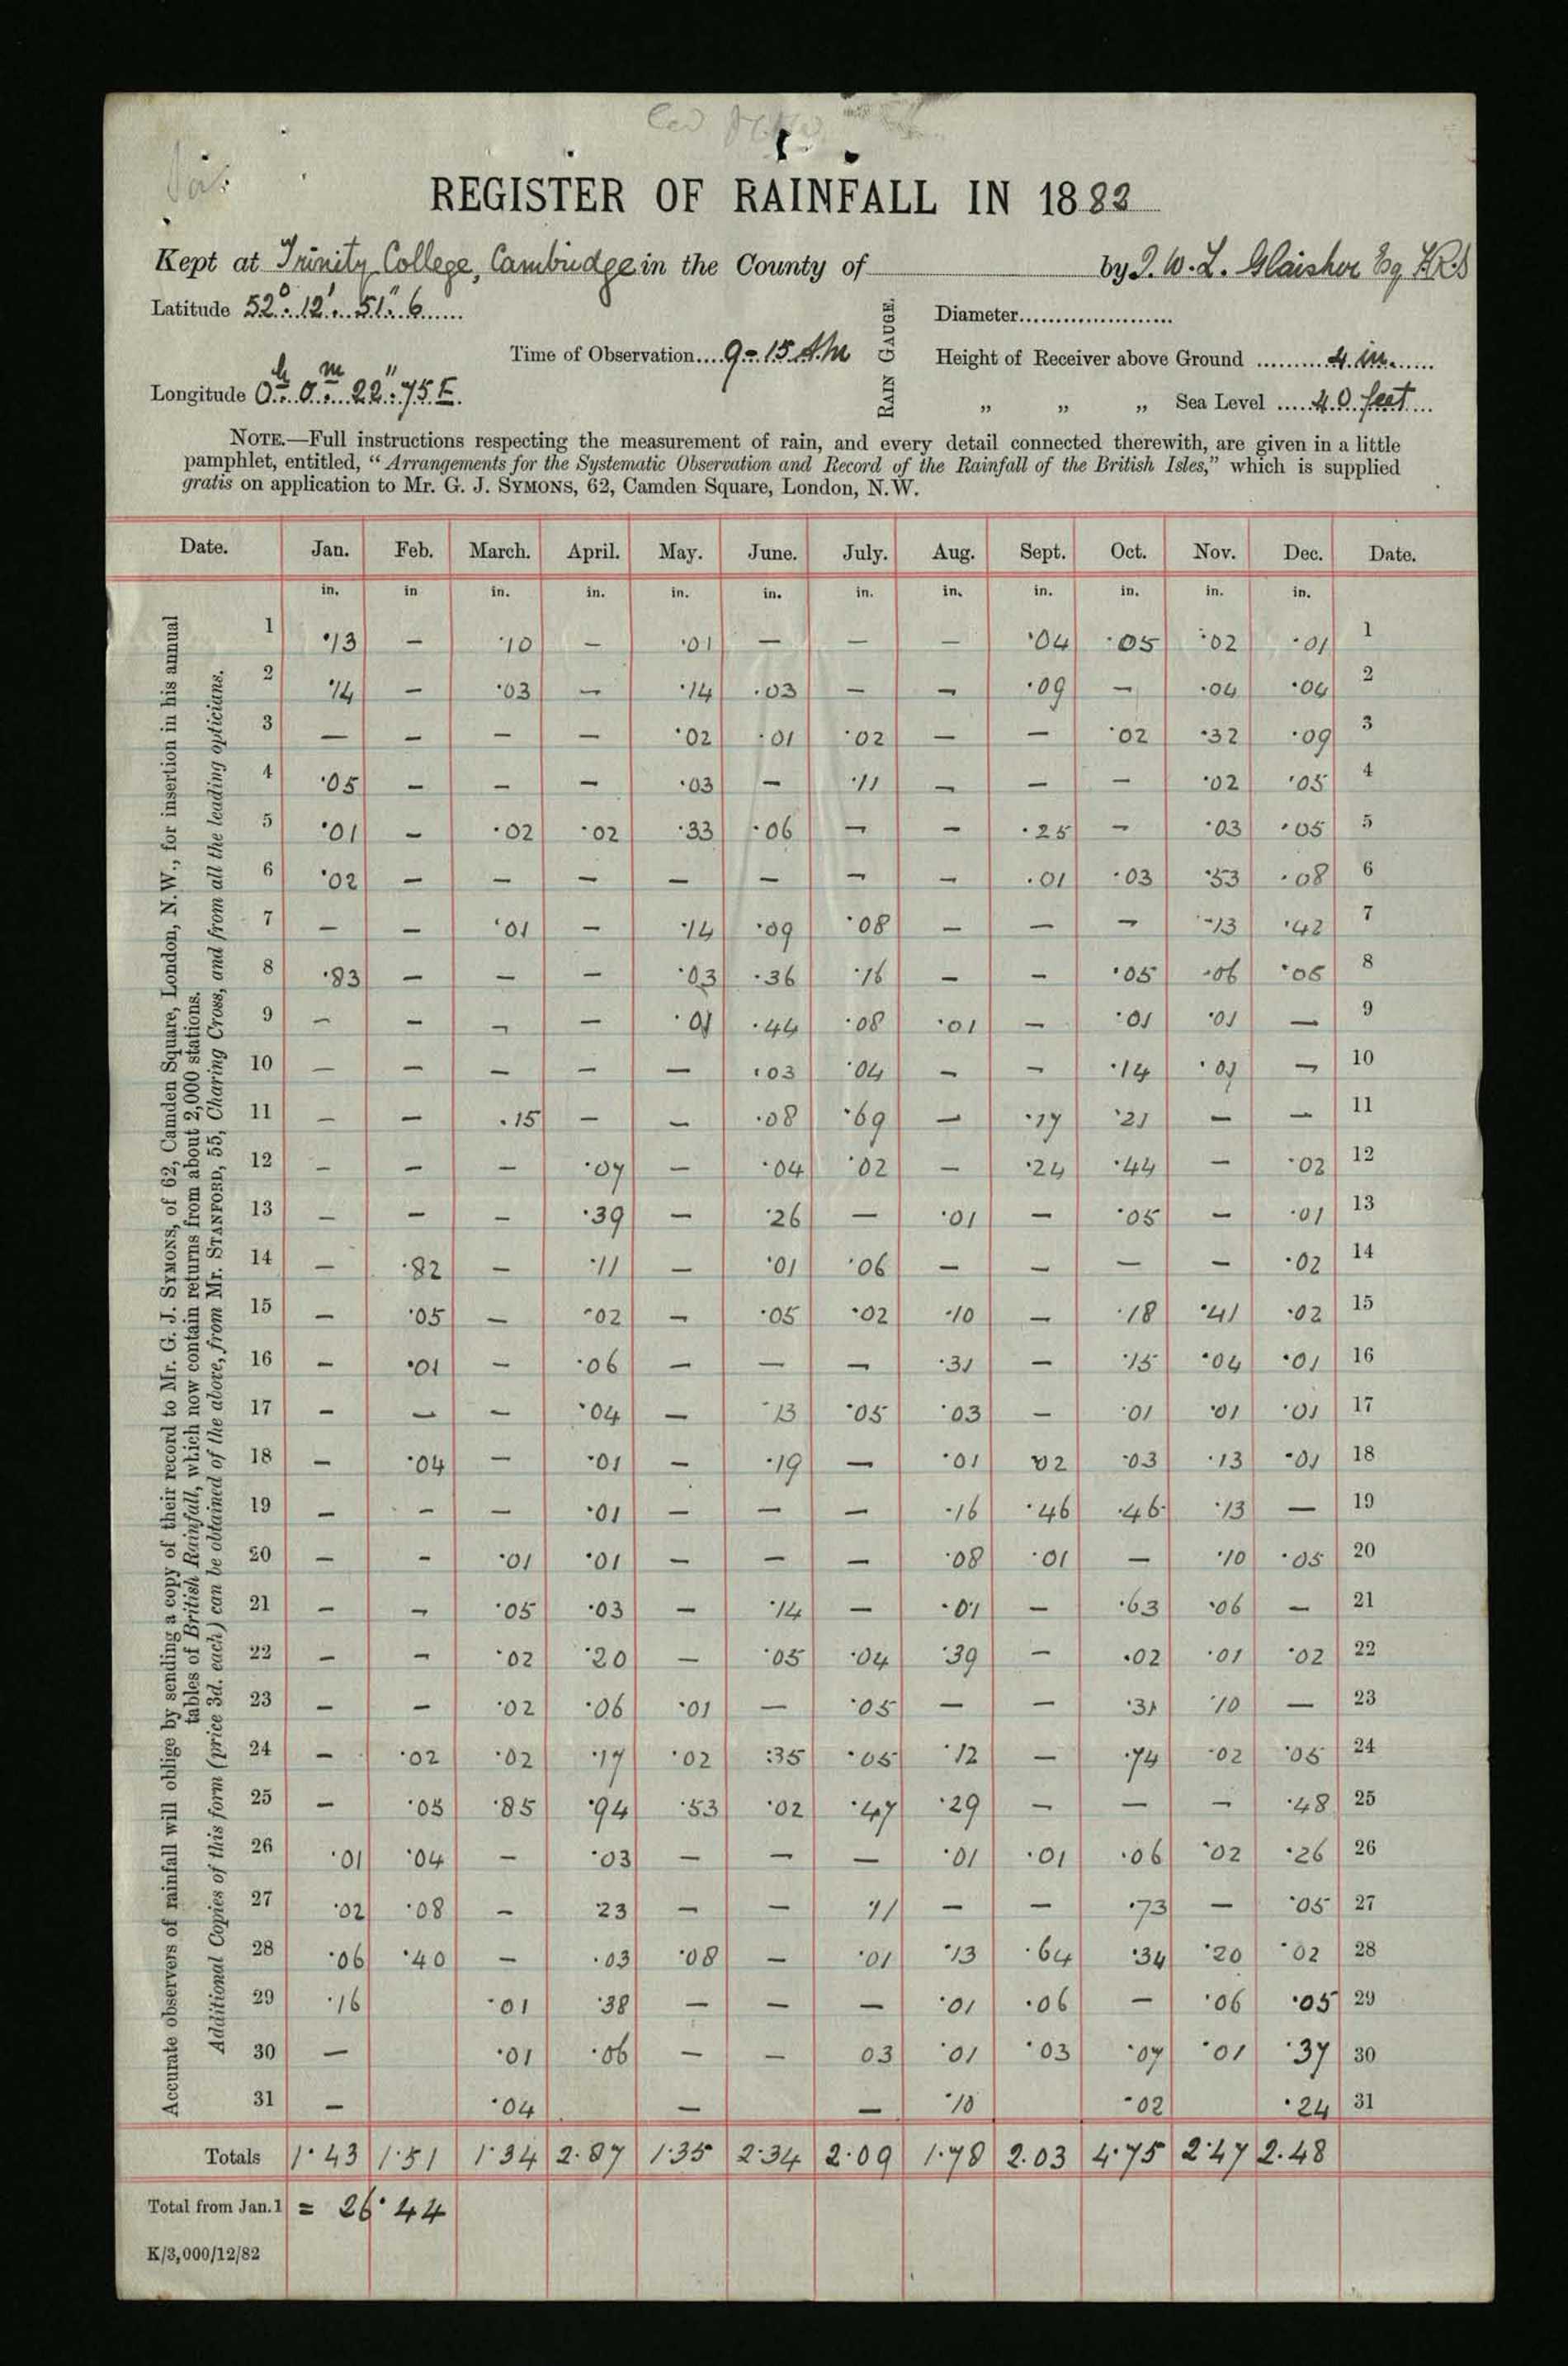 REGISTER OF RAINFALL IN 1882
Kept at Trinity College, Cambridge in the County of by J. W. L. Glaisher Esq F.R.S
Latitude 52° 12' 51".6
Time of Observation 9-15 A.M
Longitude 0h 0m 22".75 E.
RAIN GAUGE.
Diameter
Height of Receiver above Ground 4 in.
" " " Sea Level 40 feet
NOTE.—Full instructions respecting the measurement of rain, and every detail connected therewith, are given in a little
pamphlet, entitled, "Arrangements for the Systematic Observation and Record of the Rainfall of the British Isles," which is supplied
gratis on application to Mr. G. J. SYMONS, 62, Camden Square, London, N.W.
Accurate observers of rainfall will oblige by sending a copy of their record to Mr. G. J. SYMONS, of 62, Camden Square, London, N.W., for insertion in his annual
tables of British Rainfall, which now contain returns from about 2,000 stations.
Additional Copies of this form (price 3d. each) can be obtained of the above, from Mr. STANFORD, 55, Charing Cross, and from all the leading opticians.
Date. Jan. Feb. March. April. May. June. July. Aug. Sept. Oct. Nov. Dec. Date.
in. in in. in. in. in. in. in. in. in. in. in.
1 ·13 — ·10 — ·01 — — — ·04 ·05 ·02 ·01 1
2 ·14 — ·03 — ·14 ·03 — — ·09 — ·04 ·04 2
3 — — — — ·02 ·01 ·02 — — ·02 ·32 ·09 3
4 ·05 — — — ·03 — ·11 — — — ·02 ·05 4
5 ·01 — ·02 ·02 ·33 ·06 — — ·25 — ·03 ·05 5
6 ·02 — — — — — — — ·01 ·03 ·53 ·08 6
7 — — ·01 — ·14 ·09 ·08 — — — ·13 ·42 7
8 ·83 — — — ·03 ·36 ·16 — — ·05 ·06 ·05 8
9 — — — — ·01 ·44 ·08 ·01 — ·01 ·01 — 9
10 — — — — — ·03 ·04 — — ·14 ·01 — 10
11 — — ·15 — — ·08 ·69 — ·17 ·21 — — 11
12 — — — ·07 — ·04 ·02 — ·24 ·44 — ·02 12
13 — — — ·39 — ·26 — ·01 — ·05 — ·01 13
14 — ·82 — ·11 — ·01 ·06 — — — — ·02 14
15 — ·05 — ·02 — ·05 ·02 ·10 — ·18 ·41 ·02 15
16 — ·01 — ·06 — — — ·31 — ·15 ·04 ·01 16
17 — — — ·04 — ·13 ·05 ·03 — ·01 ·01 ·01 17
18 — ·04 — ·01 — ·19 — ·01 ·02 ·03 ·13 ·01 18
19 — - — ·01 — — — ·16 ·46 ·46 ·13 — 19
20 — - ·01 ·01 — — — ·08 ·01 — ·10 ·05 20
21 — — ·05 ·03 — ·14 — ·01 — ·63 ·06 — 21
22 — — ·02 ·20 — ·05 ·04 ·39 — ·02 ·01 ·02 22
23 — — ·02 ·06 ·01 — ·05 — — ·31 ·10 — 23
24 — ·02 ·02 ·17 ·02 ·35 ·05 ·12 — ·74 ·02 ·05 24
25 — ·05 ·85 ·94 ·53 ·02 ·47 ·29 — — — ·48 25
26 ·01 ·04 — ·03 — — — ·01 ·01 ·06 ·02 ·26 26
27 ·02 ·08 — 23 — — ·11 — — ·73 — ·05 27
28 ·06 ·40 — ·03 ·08 — ·01 ·13 ·64 ·34 ·20 ·02 28
29 ·16 ·01 ·38 — — — ·01 ·06 — ·06 ·05 29
30 — ·01 ·06 — — 03 ·01 ·03 ·07 ·01 ·37 30
31 — ·04 — — ·10 ·02 ·24 31
Totals 1·43 1·51 1·34 2·87 1·35 2·34 2·09 1·78 2.03 4·75 2·47 2.48
Total from Jan. 1 = 26·44
K/3,000/12/82